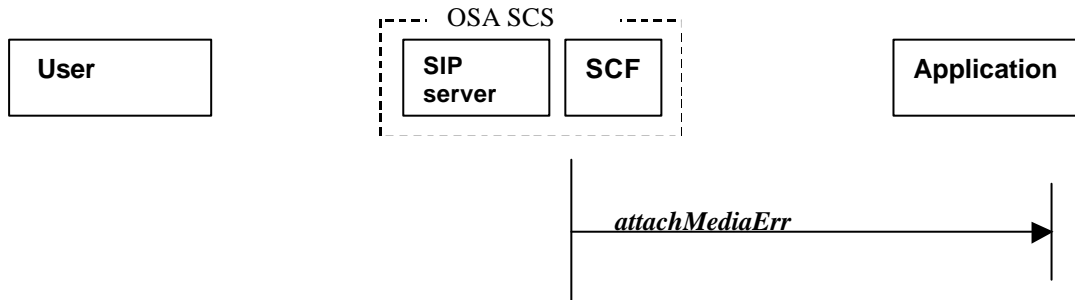 OSA SCS
User
SIP
server
SCF
Application
attachMediaErr